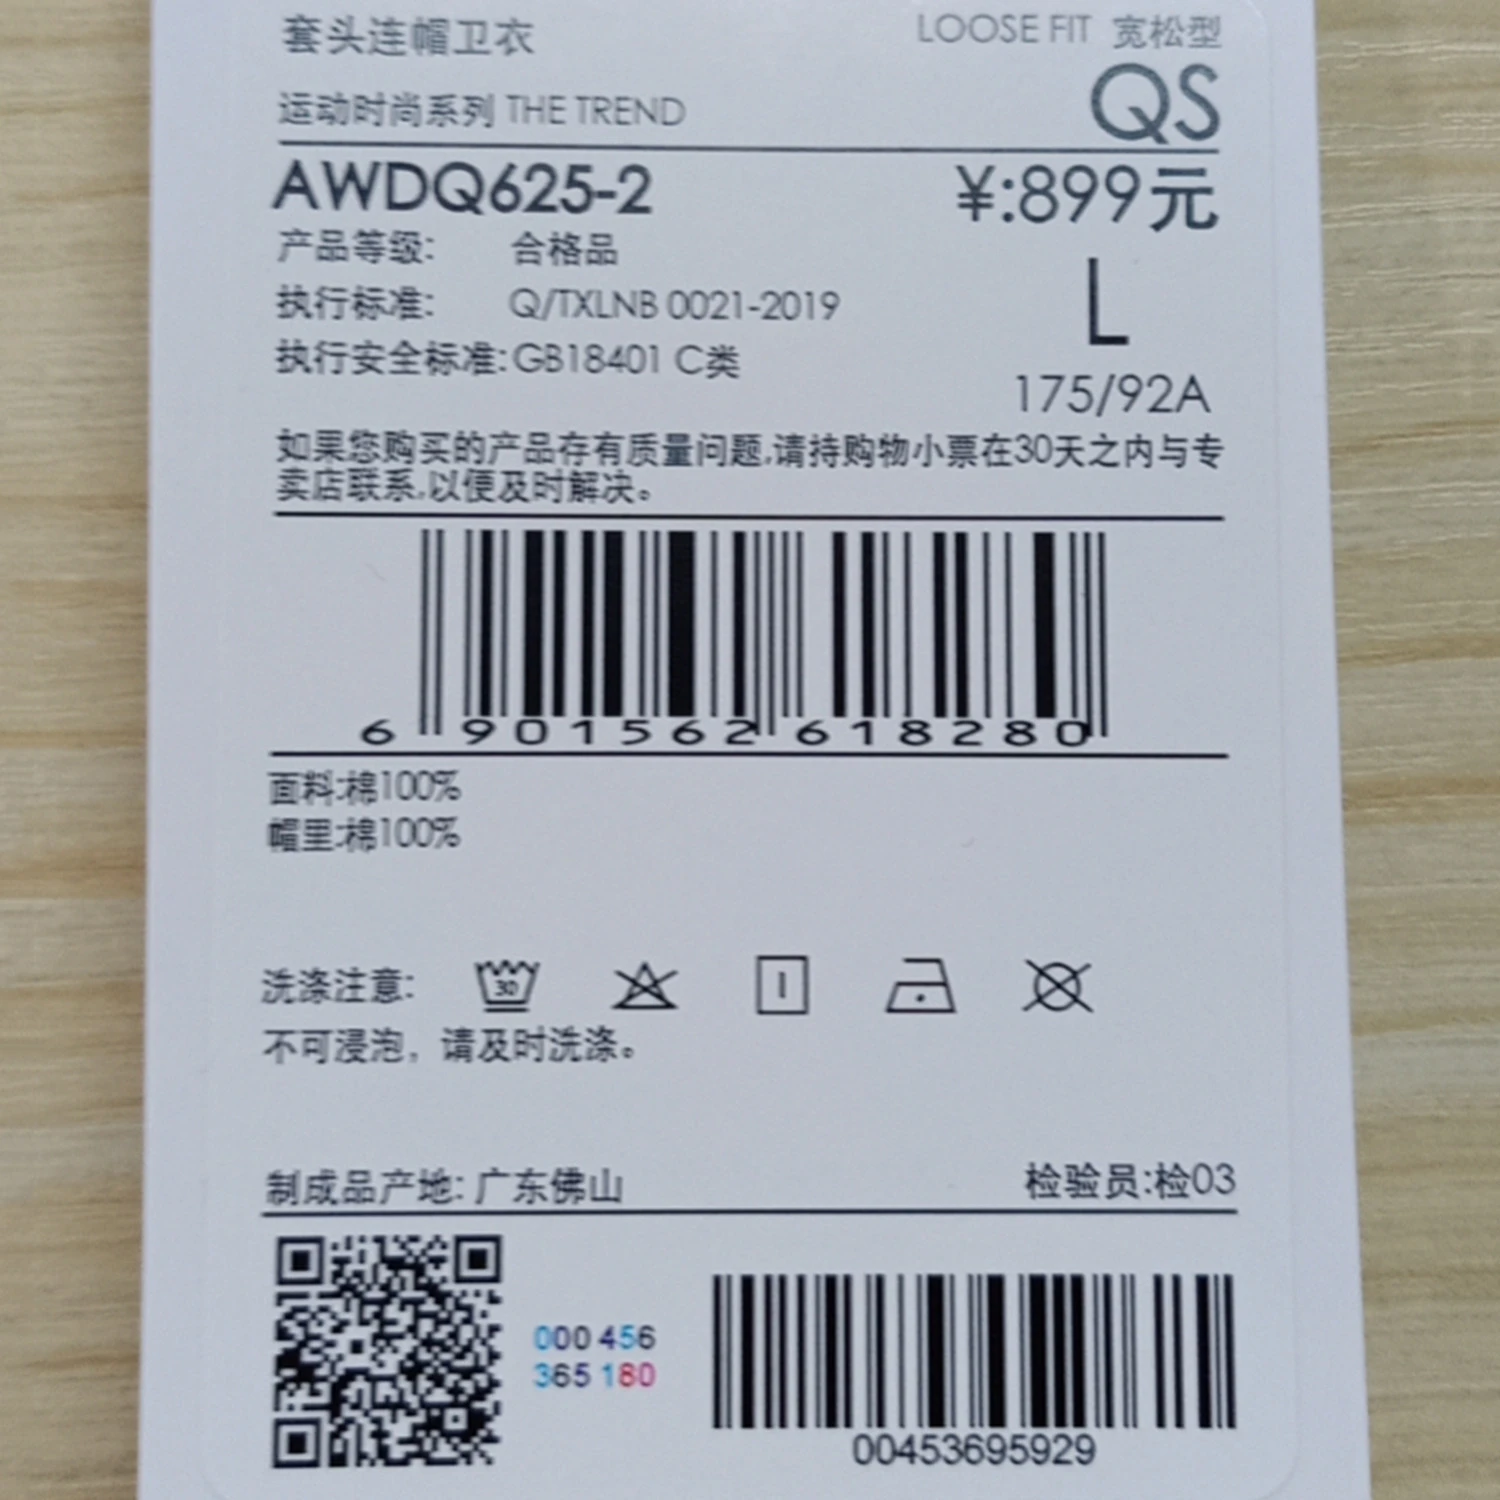 套头连帽卫衣 LOOSE FIT 宽松型
运动时尚系列 THE TREND QS
AWDQ625-2 ¥:899元
产品等级: 合格品
执行标准: Q/TXLNB 0021-2019 L
执行安全标准:GB18401 C类
175/92A
如果您购买的产品存有质量问题,请持购物小票在30天之内与专
卖店联系,以便及时解决。
6 901562 618280
面料:棉100%
帽里:棉100%
洗涤注意: 30
不可浸泡，请及时洗涤。
制成品产地: 广东佛山 检验员:检03
000 456
365 180
00453695929